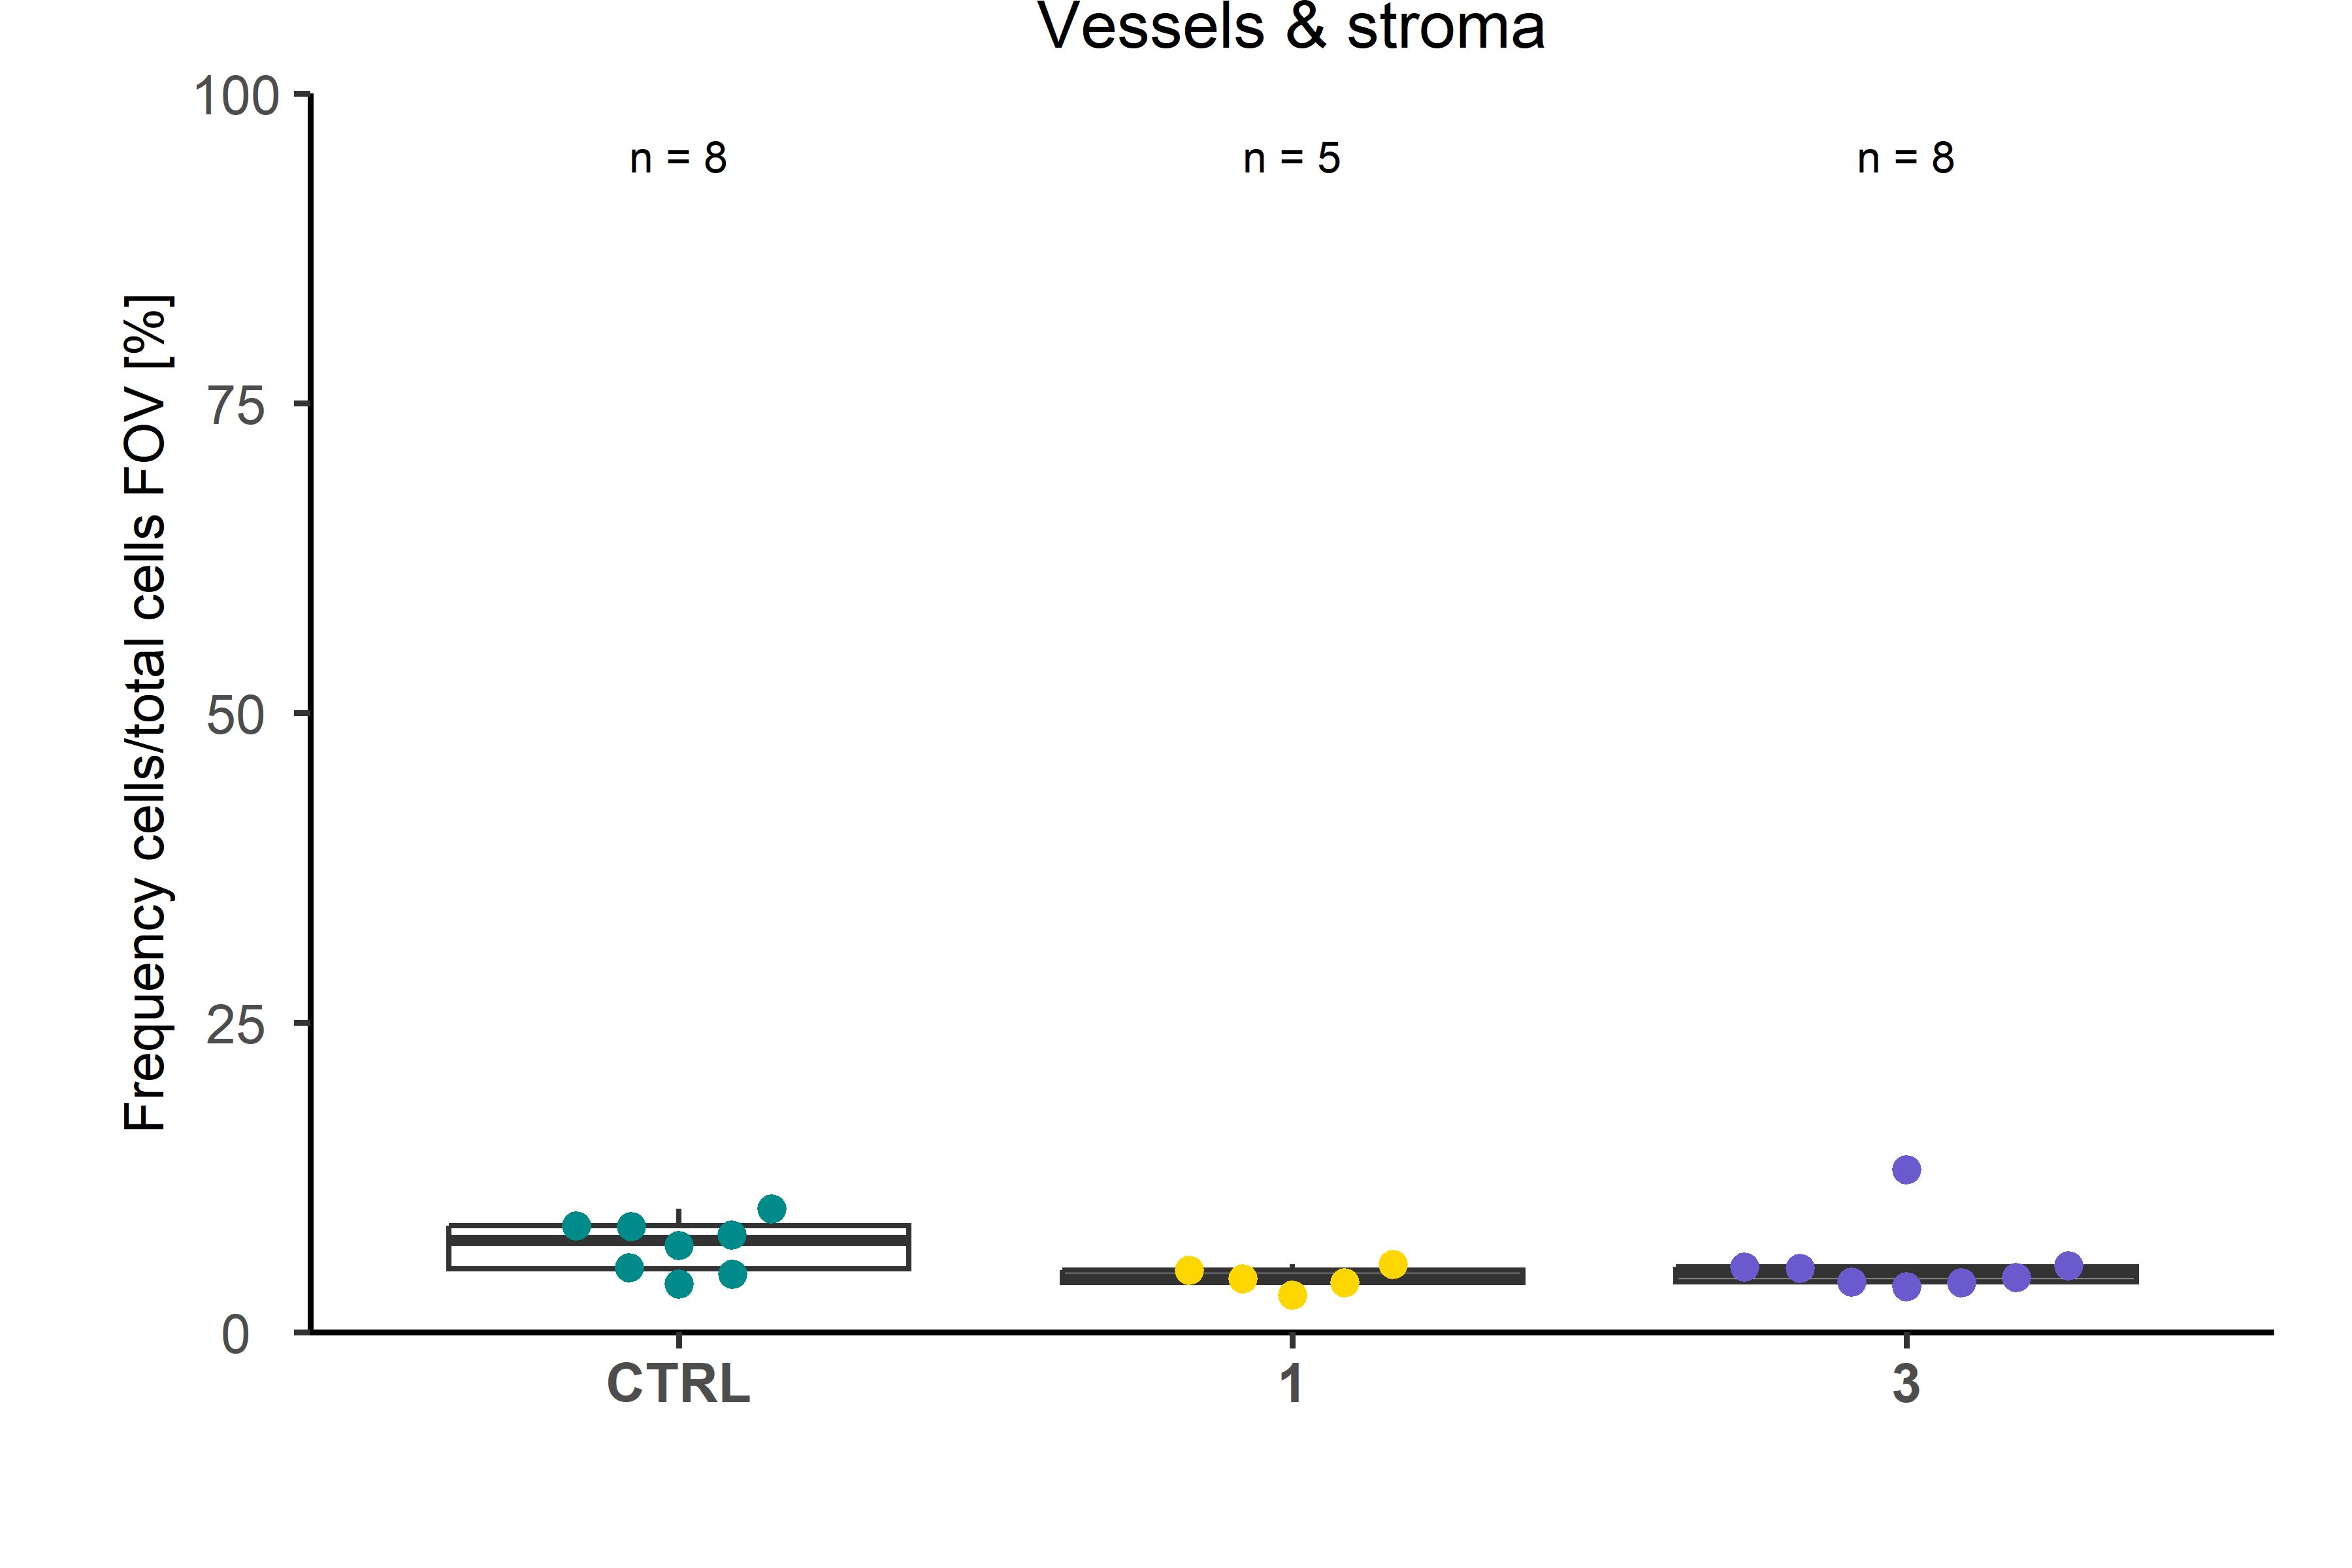 Vessels & stroma
100
n = 8
n = 5
n = 8
75
50
25
0
Frequency cells/total cells FOV [%]
CTRL
1
3